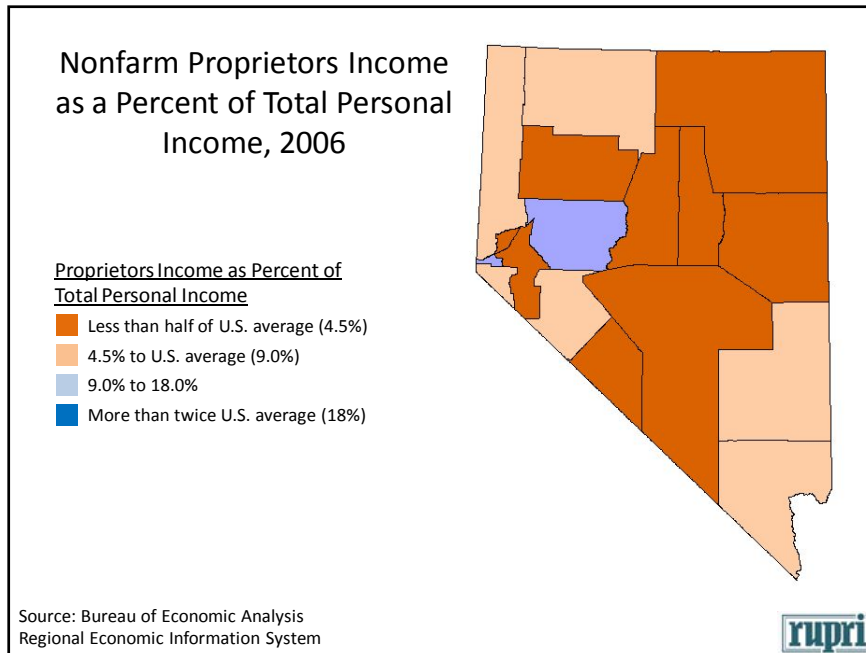 Nonfarm Proprietors Income
as a Percent of Total Personal
Income, 2006
Proprietors Income as Percent of
Total Personal Income
Less than half of U.S. average (4.5%)
4.5% to U.S. average (9.0%)
9.0% to 18.0%
More than twice U.S. average (18%)
Source: Bureau of Economic Analysis
Regional Economic Information System
rupri